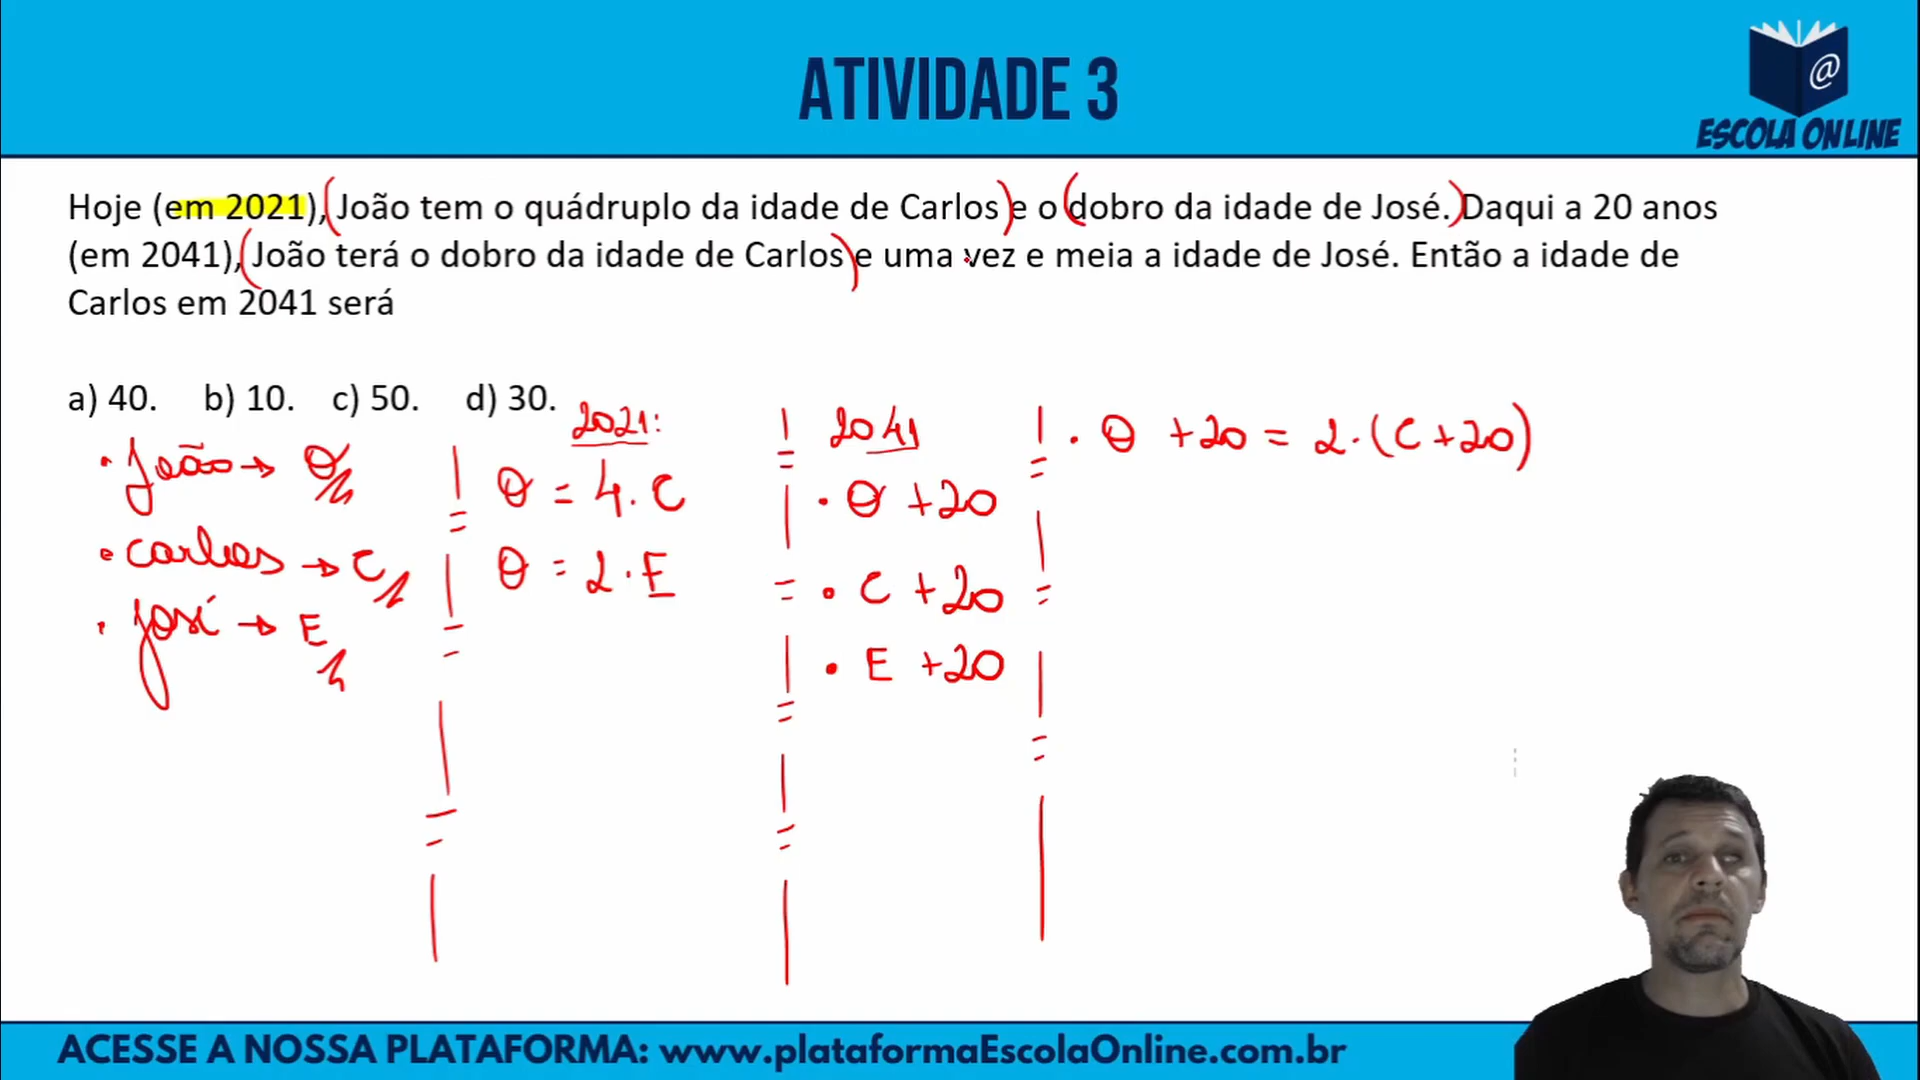 ATIVIDADE 3
@
ESCOLA ONLINE
Hoje (em 2021), João tem o quádruplo da idade de Carlos e o dobro da idade de José. Daqui a 20 anos
(em 2041), João terá o dobro da idade de Carlos e uma vez e meia a idade de José. Então a idade de
Carlos em 2041 será
a) 40. b) 10. c) 50. d) 30.
• João → O
• Carlos → C
• José → E
2021:
O = 4 . C
O = 2 . E
2041
• O + 20
• C + 20
• E + 20
• O + 20 = 2 . (C + 20)
ACESSE A NOSSA PLATAFORMA: www.plataformaEscolaOnline.com.br